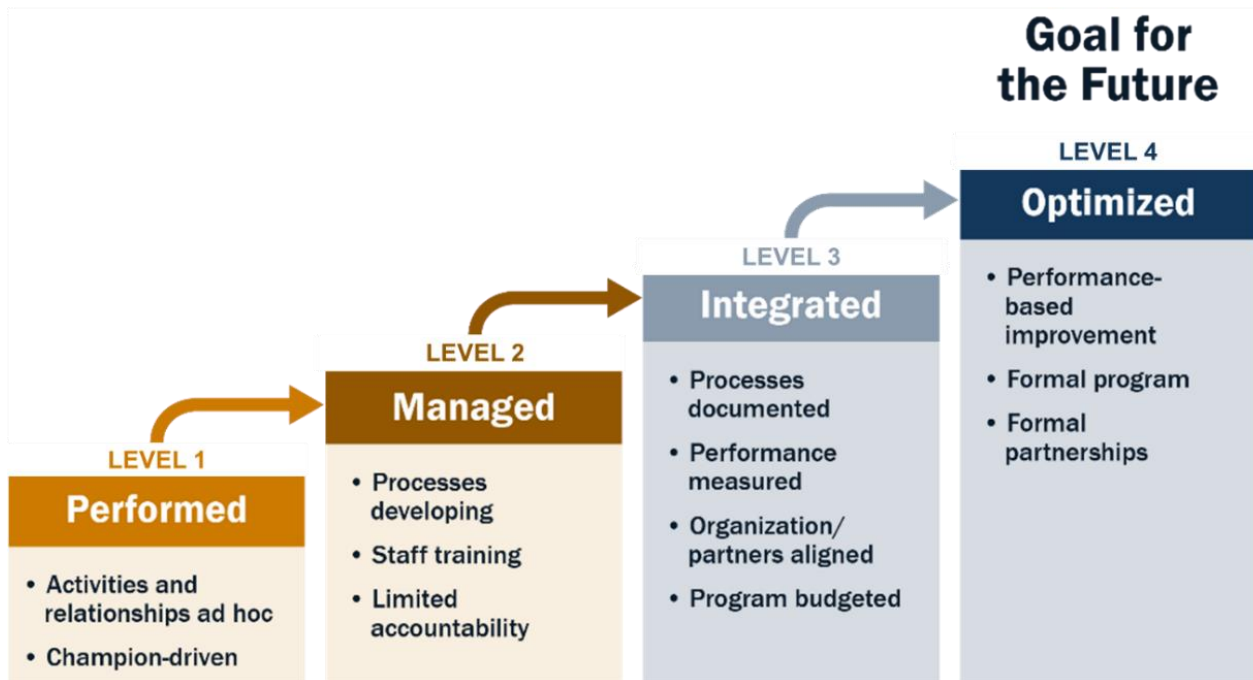 Goal for
the Future
LEVEL 4
Optimized
• Performance-
based
improvement
• Formal program
• Formal
partnerships
LEVEL 3
Integrated
• Processes
documented
• Performance
measured
• Organization/
partners aligned
• Program budgeted
LEVEL 2
Managed
• Processes
developing
• Staff training
• Limited
accountability
LEVEL 1
Performed
• Activities and
relationships ad hoc
• Champion-driven